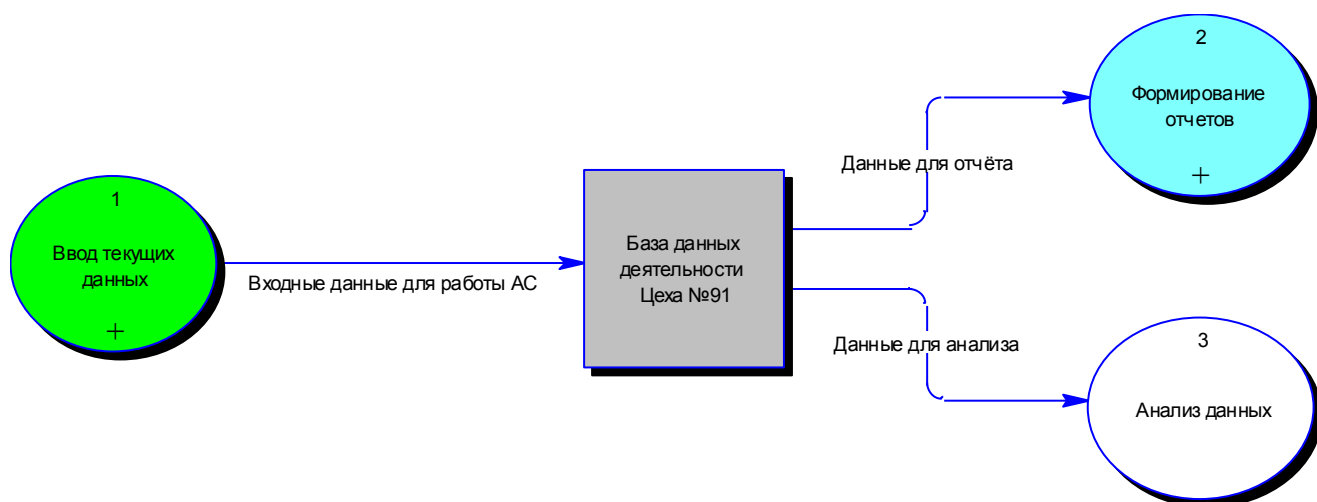 1
Ввод текущих
данных
+
Входные данные для работы АС
База данных
деятельности
Цеха №91
Данные для отчёта
2
Формирование
отчетов
+
Данные для анализа
3
Анализ данных